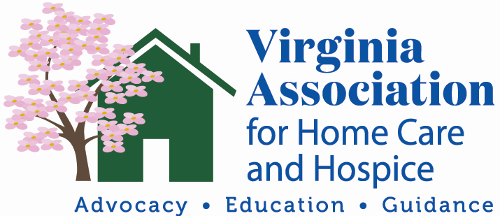 Virginia
Association
for Home Care
and Hospice
Advocacy • Education • Guidance